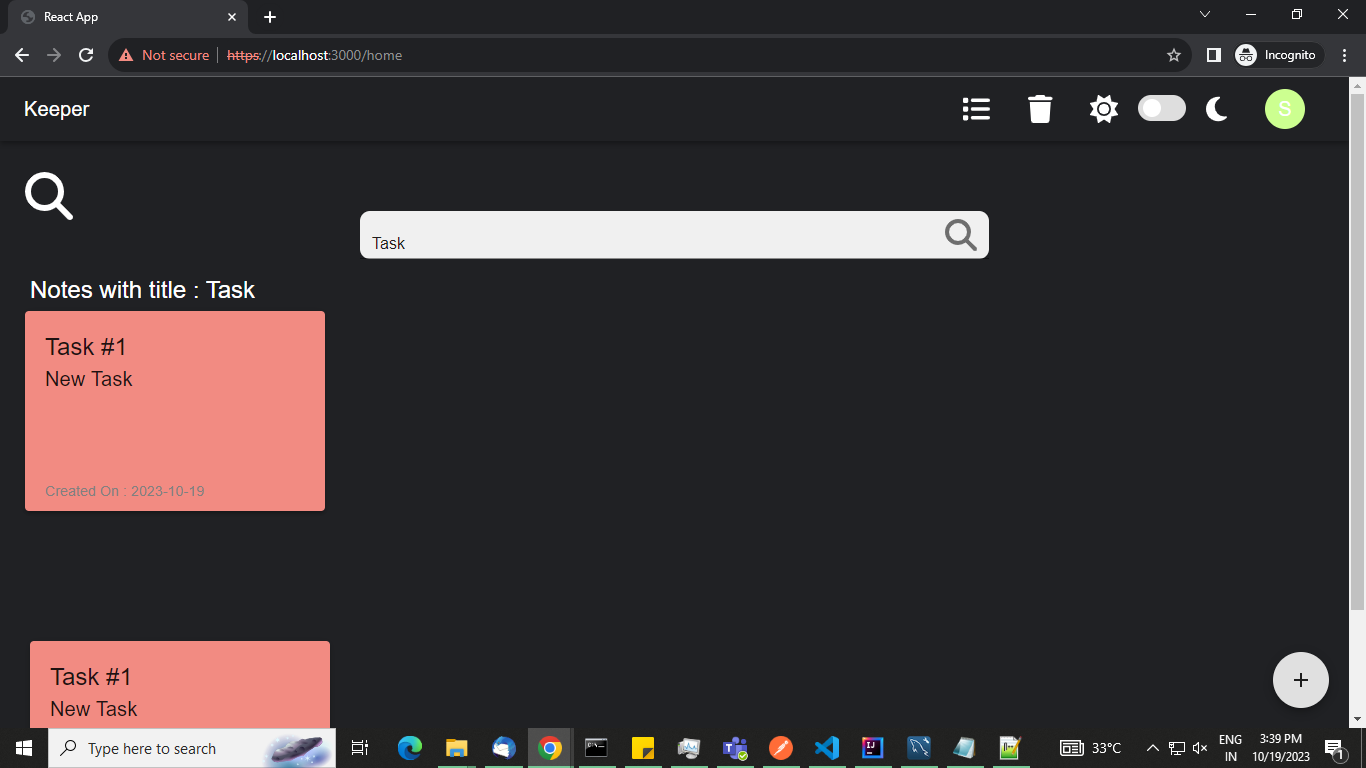 React App
Not secure https://localhost:3000/home
Incognito
Keeper
S
Task
Notes with title : Task
Task #1
New Task
Created On : 2023-10-19
Task #1
New Task
Type here to search
33°C
ENG
IN
3:39 PM
10/19/2023
1